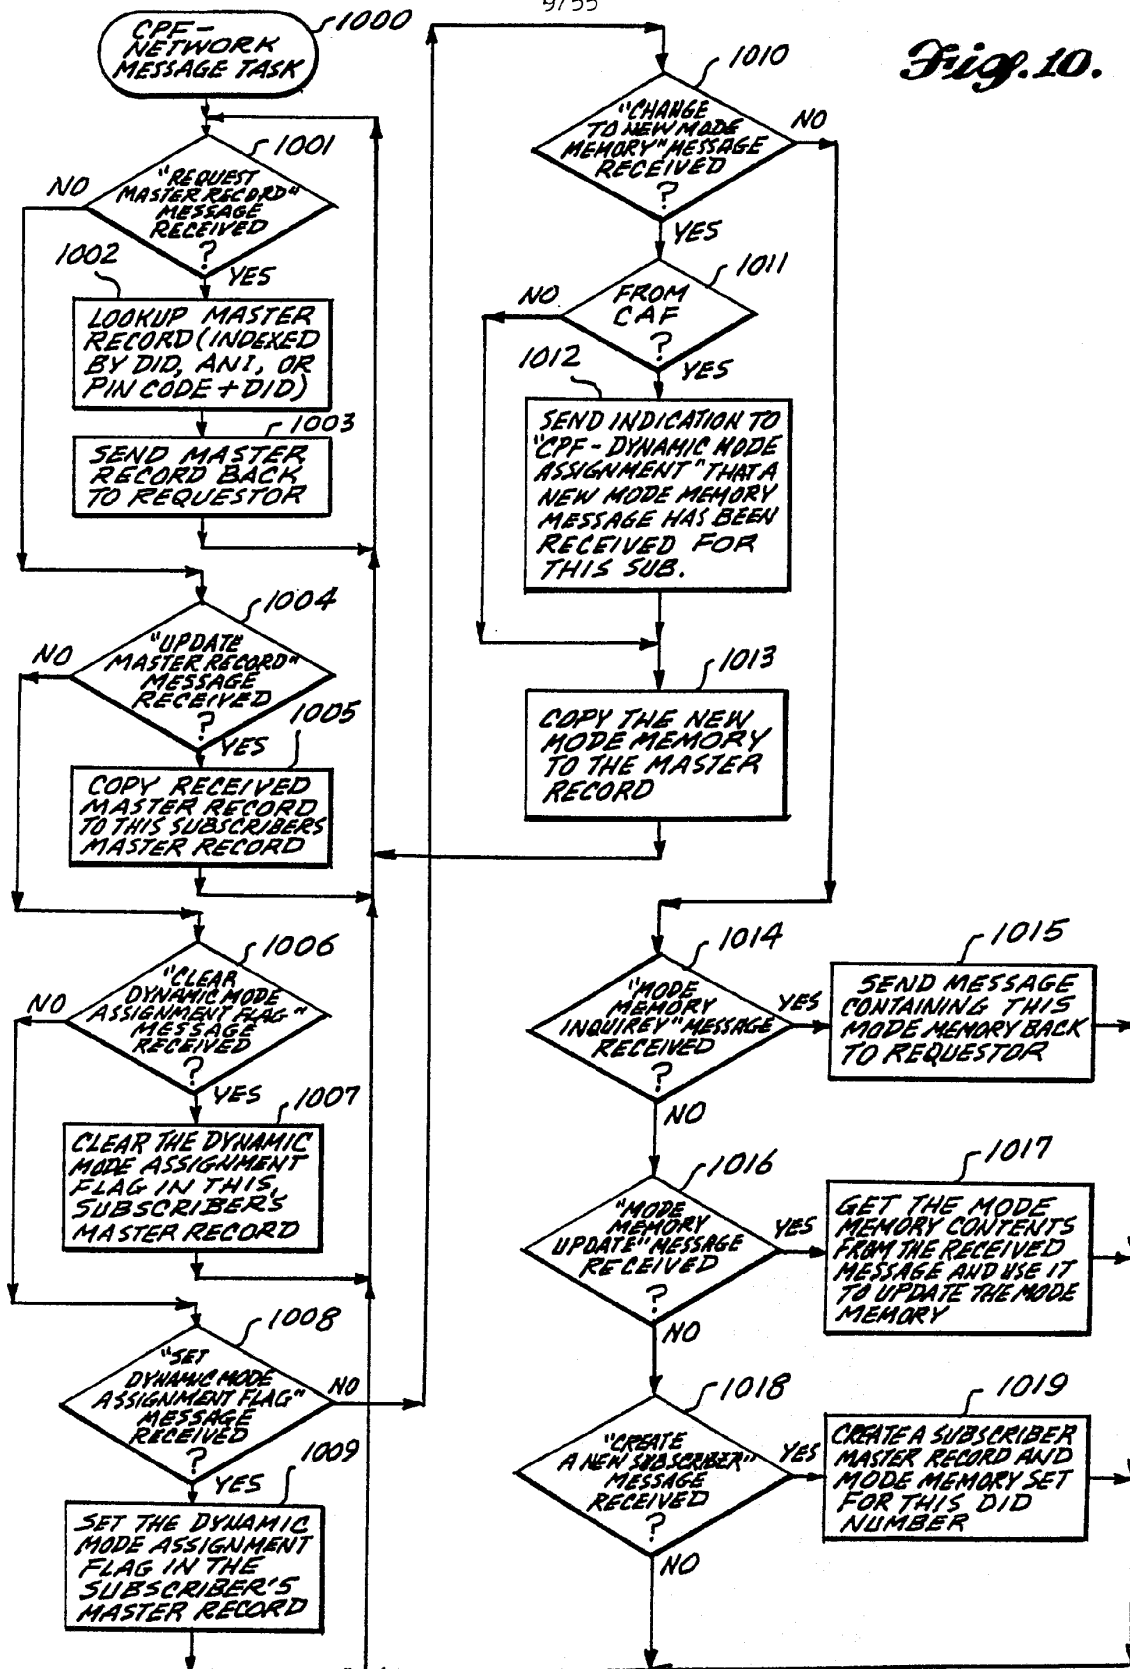 9/55
Fig. 10.
CPF-
NETWORK
MESSAGE TASK
1000
1001
"REQUEST
MASTER RECORD"
MESSAGE
RECEIVED
?
NO
YES
1002
LOOKUP MASTER
RECORD (INDEXED
BY DID, ANI, OR
PIN CODE + DID)
1003
SEND MASTER
RECORD BACK
TO REQUESTOR
1004
"UPDATE
MASTER RECORD"
MESSAGE
RECEIVED
?
NO
YES
1005
COPY RECEIVED
MASTER RECORD
TO THIS SUBSCRIBERS
MASTER RECORD
1006
"CLEAR
DYNAMIC MODE
ASSIGNMENT FLAG"
MESSAGE
RECEIVED
?
NO
YES
1007
CLEAR THE DYNAMIC
MODE ASSIGNMENT
FLAG IN THIS
SUBSCRIBER'S
MASTER RECORD
1008
"SET
DYNAMIC MODE
ASSIGNMENT FLAG"
MESSAGE
RECEIVED
?
NO
YES
1009
SET THE DYNAMIC
MODE ASSIGNMENT
FLAG IN THE
SUBSCRIBER'S
MASTER RECORD
1010
"CHANGE
TO NEW MODE
MEMORY" MESSAGE
RECEIVED
?
NO
YES
1011
FROM
CAF
?
NO
YES
1012
SEND INDICATION TO
"CPF - DYNAMIC MODE
ASSIGNMENT" THAT A
NEW MODE MEMORY
MESSAGE HAS BEEN
RECEIVED FOR
THIS SUB.
1013
COPY THE NEW
MODE MEMORY
TO THE MASTER
RECORD
1014
"MODE
MEMORY
INQUIREY" MESSAGE
RECEIVED
?
YES
NO
1015
SEND MESSAGE
CONTAINING THIS
MODE MEMORY BACK
TO REQUESTOR
1016
"MODE
MEMORY
UPDATE" MESSAGE
RECEIVED
?
YES
NO
1017
GET THE MODE
MEMORY CONTENTS
FROM THE RECEIVED
MESSAGE AND USE IT
TO UPDATE THE MODE
MEMORY
1018
"CREATE
A NEW SUBSCRIBER"
MESSAGE
RECEIVED
?
YES
NO
1019
CREATE A SUBSCRIBER
MASTER RECORD AND
MODE MEMORY SET
FOR THIS DID
NUMBER